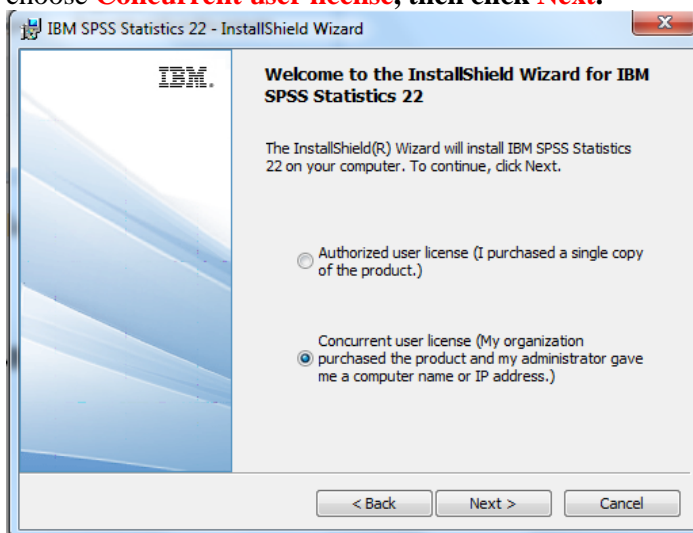 choose Concurrent user license, then click Next.
IBM SPSS Statistics 22 - InstallShield Wizard
IBM.
Welcome to the InstallShield Wizard for IBM
SPSS Statistics 22
The InstallShield(R) Wizard will install IBM SPSS Statistics
22 on your computer. To continue, click Next.
Authorized user license (I purchased a single copy
of the product.)
Concurrent user license (My organization
purchased the product and my administrator gave
me a computer name or IP address.)
< Back Next > Cancel